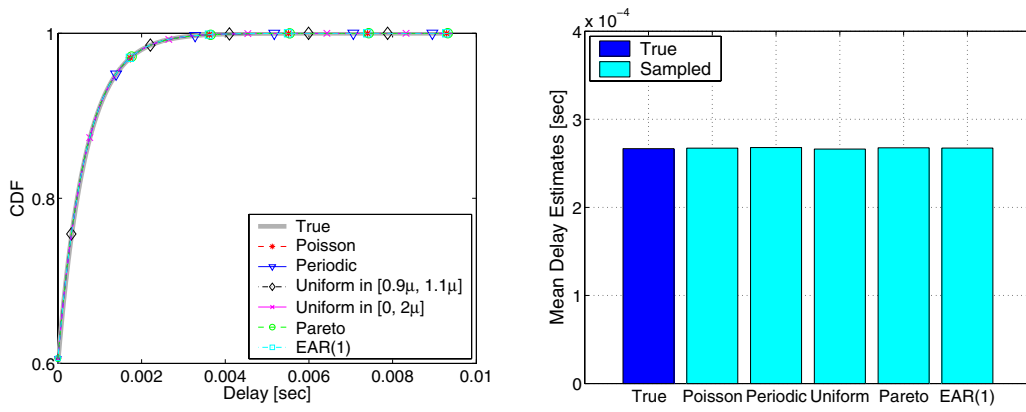 1
0.8
0.6
CDF
0
0.002
0.004
0.006
0.008
0.01
Delay [sec]
True
Poisson
Periodic
Uniform in [0.9μ, 1.1μ]
Uniform in [0, 2μ]
Pareto
EAR(1)
4
x 10⁻⁴
3
2
1
0
Mean Delay Estimates [sec]
True
Sampled
True
Poisson
Periodic
Uniform
Pareto
EAR(1)